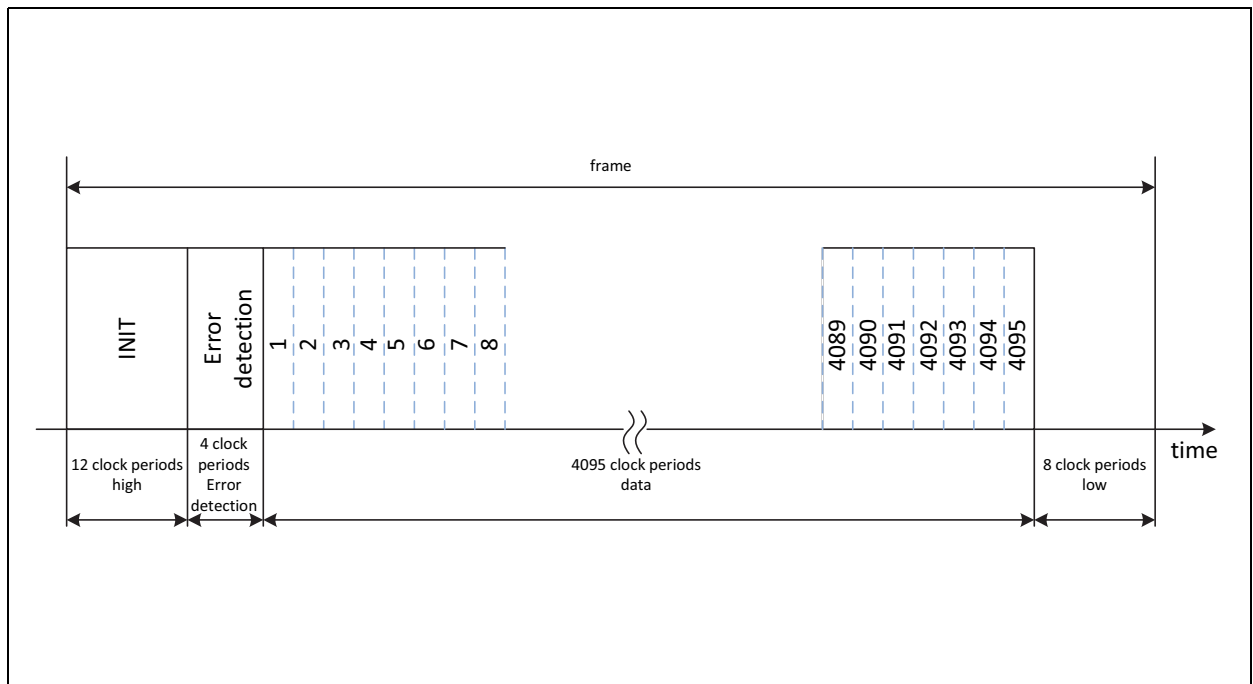 frame
INIT
Error
detection
1
2
3
4
5
6
7
8
4089
4090
4091
4092
4093
4094
4095
time
12 clock periods
high
4 clock
periods
Error
detection
4095 clock periods
data
8 clock periods
low